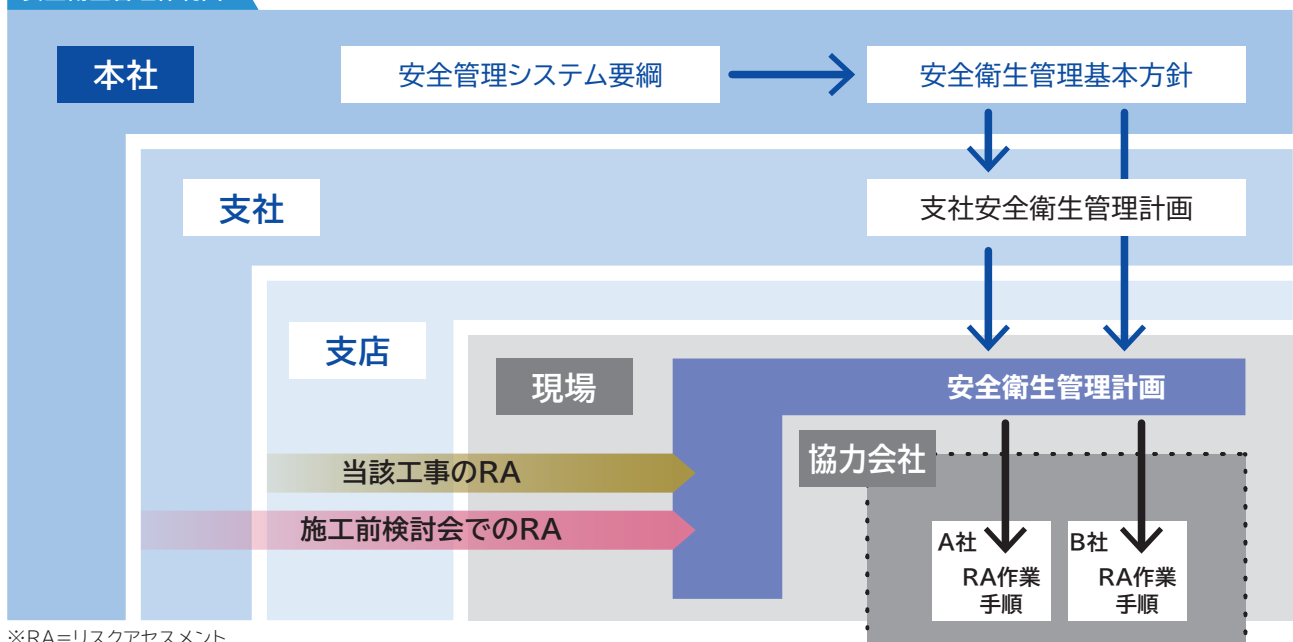 本社
安全管理システム要綱
安全衛生管理基本方針
支社
支社安全衛生管理計画
支店
現場
安全衛生管理計画
当該工事のRA
施工前検討会でのRA
協力会社
A社
RA作業
手順
B社
RA作業
手順
※RA=リスクアセスメント